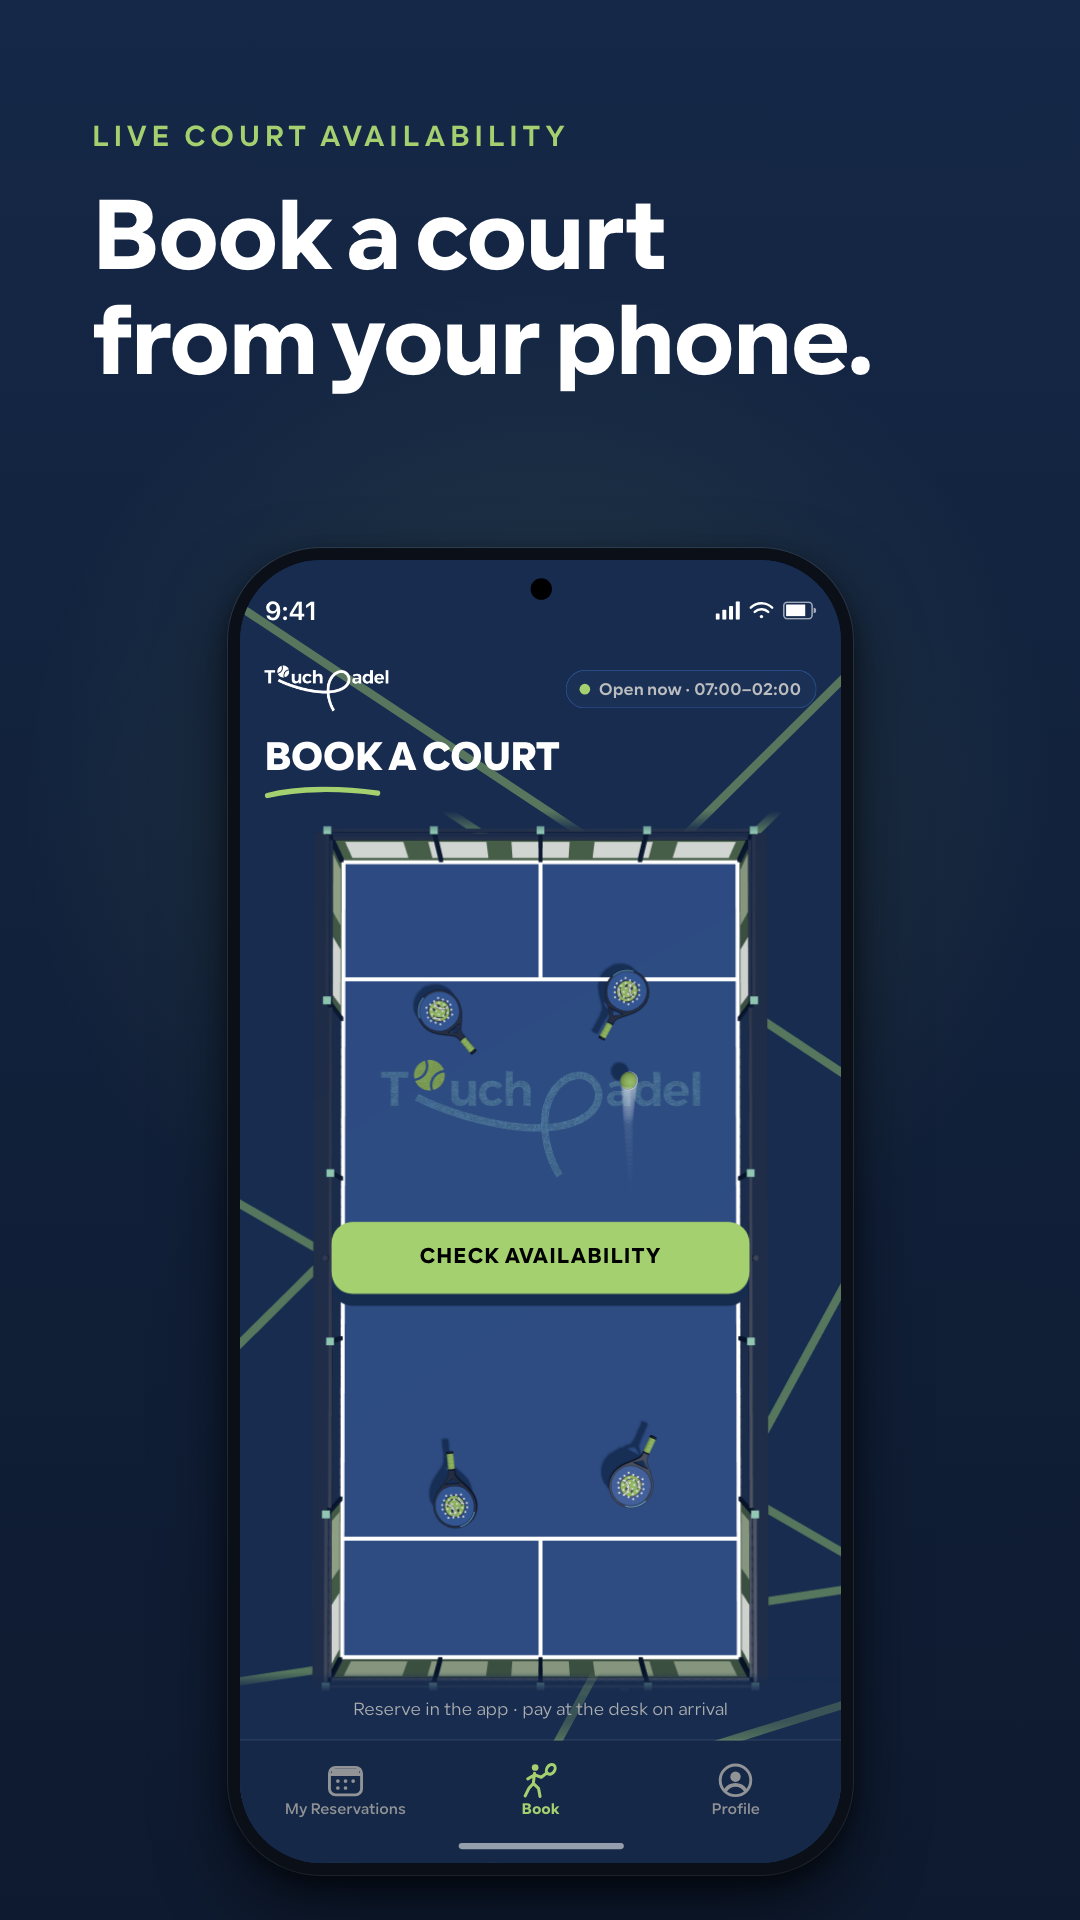 LIVE COURT AVAILABILITY
Book a court
from your phone.
9:41
Touch Padel
Open now · 07:00–02:00
BOOK A COURT
Touch Padel
CHECK AVAILABILITY
Reserve in the app · pay at the desk on arrival
My Reservations
Book
Profile